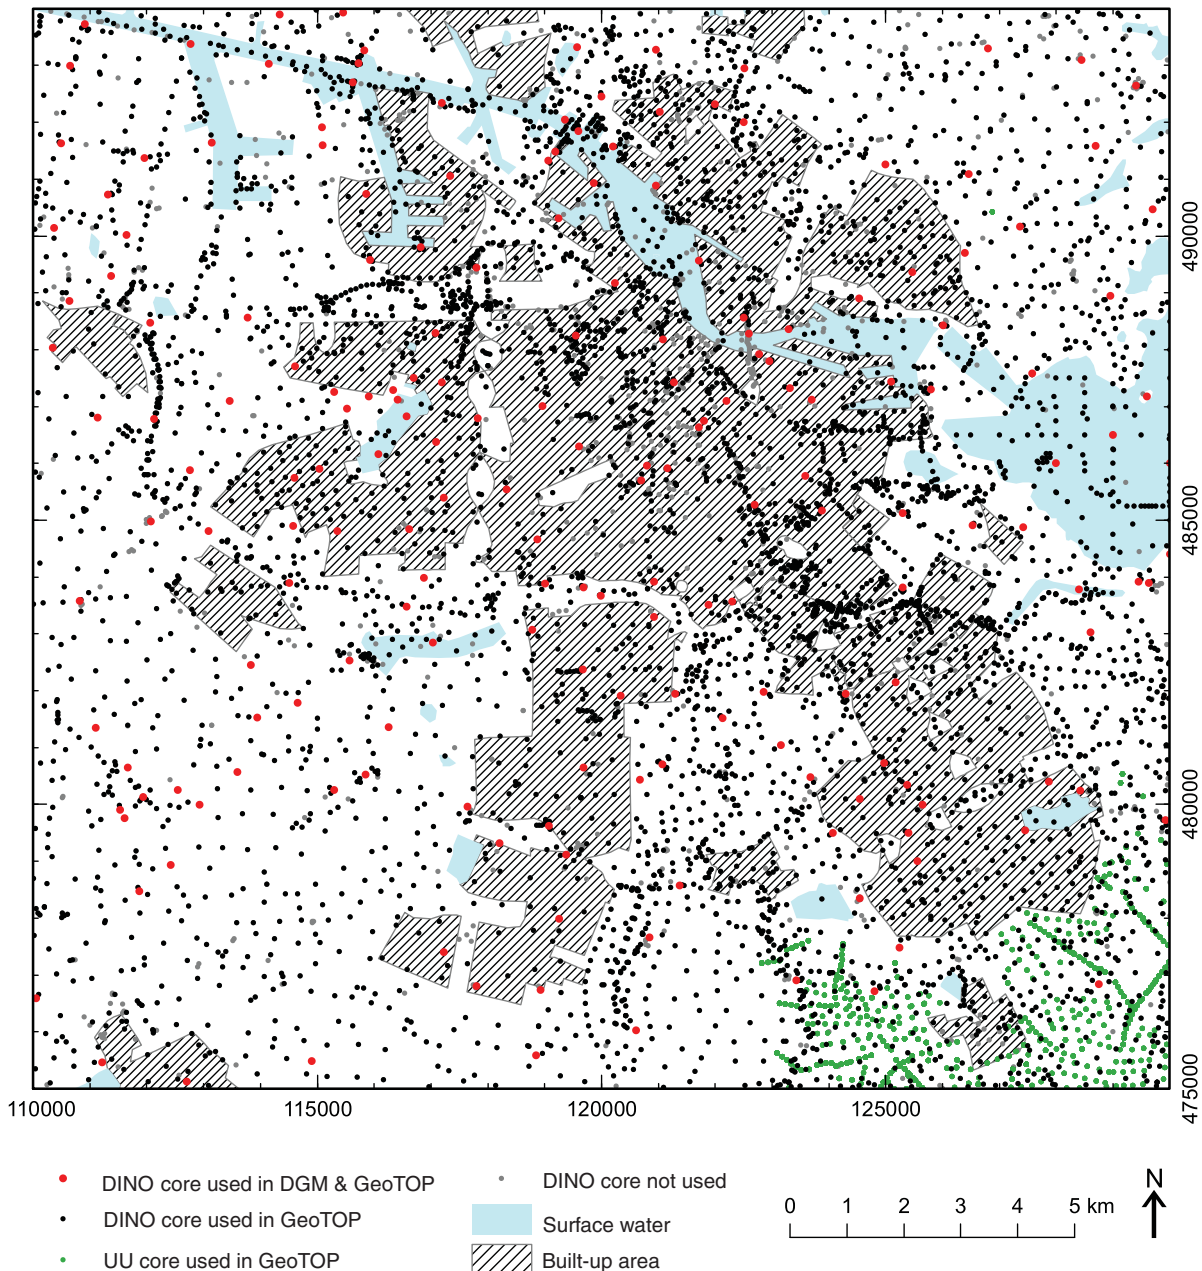 490000
485000
480000
475000
110000
115000
120000
125000
DINO core used in DGM & GeoTOP
DINO core used in GeoTOP
UU core used in GeoTOP
DINO core not used
Surface water
Built-up area
0 1 2 3 4 5 km
N